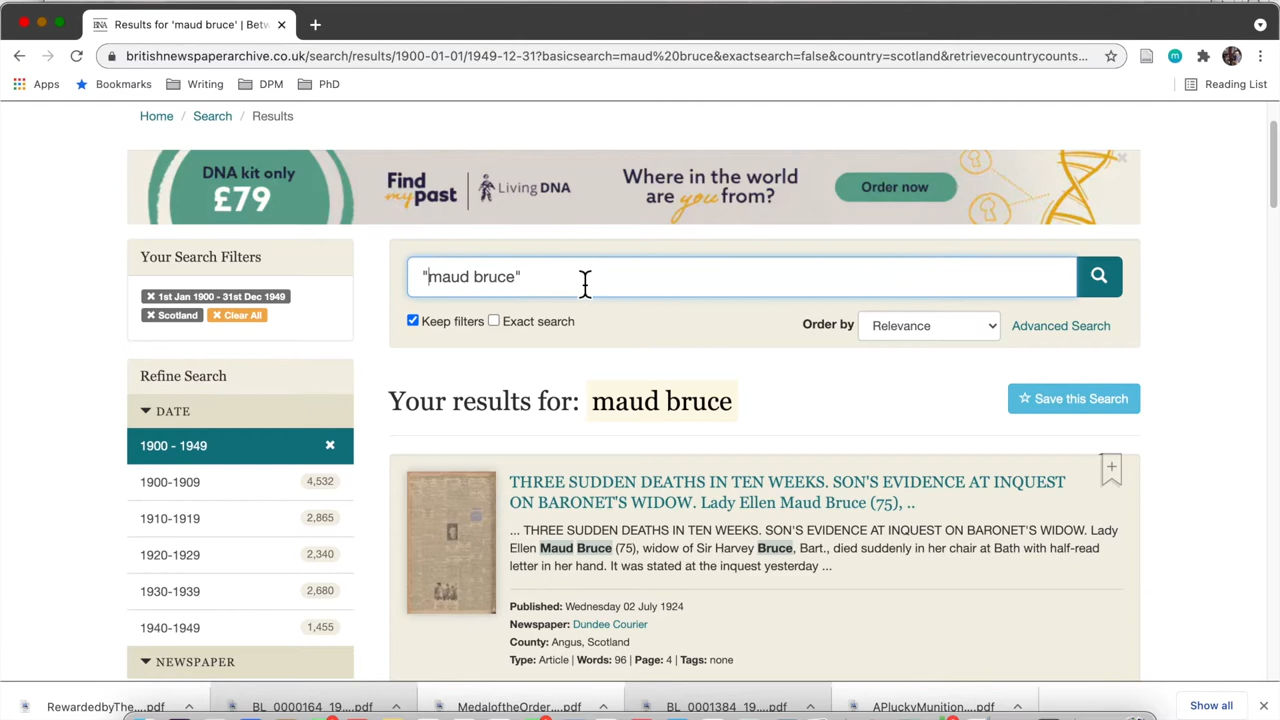 BNA
Results for 'maud bruce' | Betw
britishnewspaperarchive.co.uk/search/results/1900-01-01/1949-12-31?basicsearch=maud%20bruce&exactsearch=false&country=scotland&retrievecountrycounts...
Apps Bookmarks Writing DPM PhD Reading List
Home / Search / Results
DNA kit only
£79
Find my past
Living DNA
Where in the world
are you from?
Order now
Your Search Filters
1st Jan 1900 - 31st Dec 1949
Scotland Clear All
"maud bruce"
Keep filters Exact search
Order by Relevance Advanced Search
Refine Search
DATE
1900 - 1949
1900-1909 4,532
1910-1919 2,865
1920-1929 2,340
1930-1939 2,680
1940-1949 1,455
NEWSPAPER
Your results for: maud bruce
Save this Search
THREE SUDDEN DEATHS IN TEN WEEKS. SON'S EVIDENCE AT INQUEST
ON BARONET'S WIDOW. Lady Ellen Maud Bruce (75), ..
... THREE SUDDEN DEATHS IN TEN WEEKS. SON'S EVIDENCE AT INQUEST ON BARONET'S WIDOW. Lady
Ellen Maud Bruce (75), widow of Sir Harvey Bruce, Bart., died suddenly in her chair at Bath with half-read
letter in her hand. It was stated at the inquest yesterday ...
Published: Wednesday 02 July 1924
Newspaper: Dundee Courier
County: Angus, Scotland
Type: Article | Words: 96 | Page: 4 | Tags: none
RewardedbyThe....pdf BL_0000164_19....pdf MedaloftheOrder....pdf BL_0001384_19....pdf APluckyMunition....pdf Show all